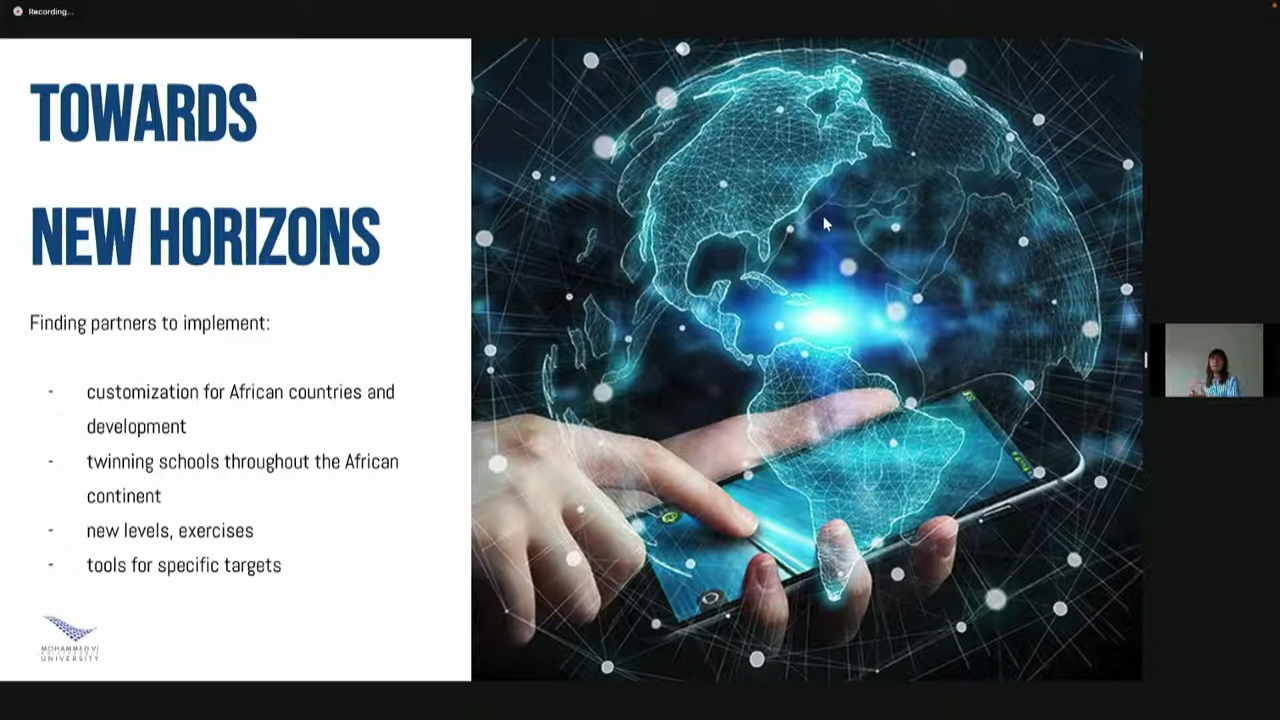 Recording...
TOWARDS
NEW HORIZONS
Finding partners to implement:
- customization for African countries and
development
- twinning schools throughout the African
continent
- new levels, exercises
- tools for specific targets
MOHAMMED VI
UNIVERSITY